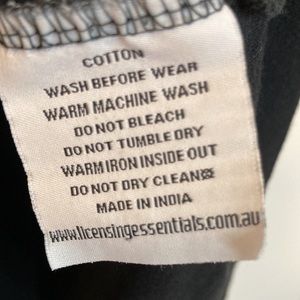 COTTON
WASH BEFORE WEAR
WARM MACHINE WASH
DO NOT BLEACH
DO NOT TUMBLE DRY
WARM IRON INSIDE OUT
DO NOT DRY CLEAN
MADE IN INDIA
www.licensingessentials.com.au